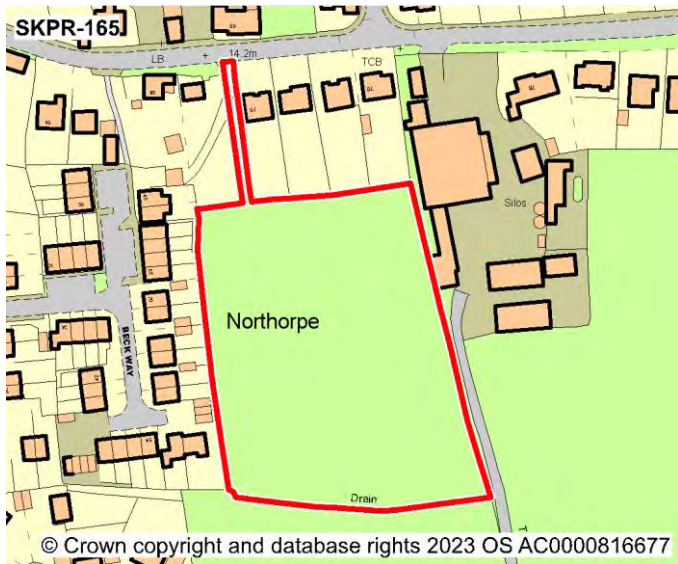 SKPR-165
LB
14.2m
TCB
Silos
Northorpe
BECK WAY
Drain
T
© Crown copyright and database rights 2023 OS AC0000816677